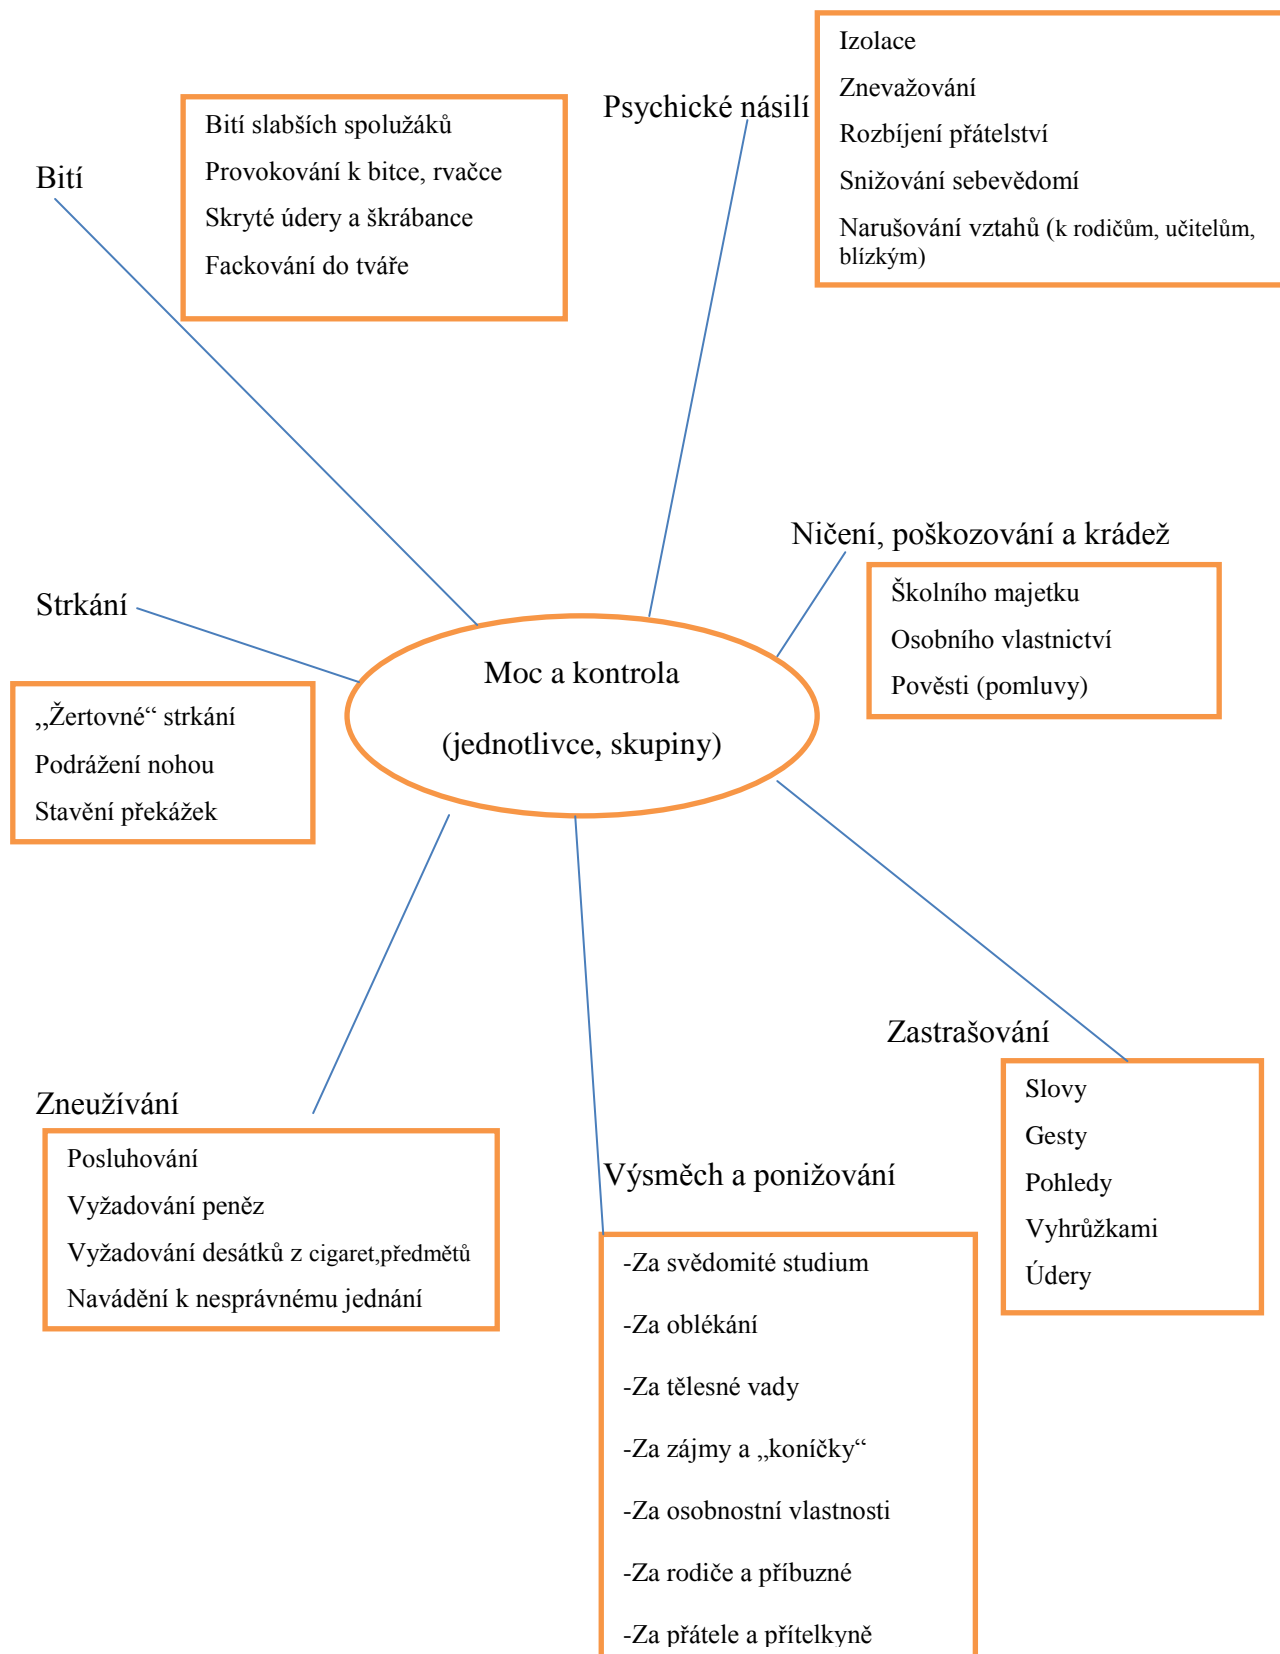 Bití
Bití slabších spolužáků
Provokování k bitce, rvačce
Skryté údery a škrábance
Fackování do tváře
Psychické násilí
Izolace
Znevažování
Rozbíjení přátelství
Snižování sebevědomí
Narušování vztahů (k rodičům, učitelům,
blízkým)
Ničení, poškozování a krádež
Školního majetku
Osobního vlastnictví
Pověsti (pomluvy)
Strkání
„Žertovné“ strkání
Podrážení nohou
Stavění překážek
Moc a kontrola
(jednotlivce, skupiny)
Zastrašování
Slovy
Gesty
Pohledy
Vyhrůžkami
Údery
Zneužívání
Posluhování
Vyžadování peněz
Vyžadování desátků z cigaret,předmětů
Navádění k nesprávnému jednání
Výsměch a ponižování
-Za svědomité studium
-Za oblékání
-Za tělesné vady
-Za zájmy a „koníčky“
-Za osobnostní vlastnosti
-Za rodiče a příbuzné
-Za přátele a přítelkyně